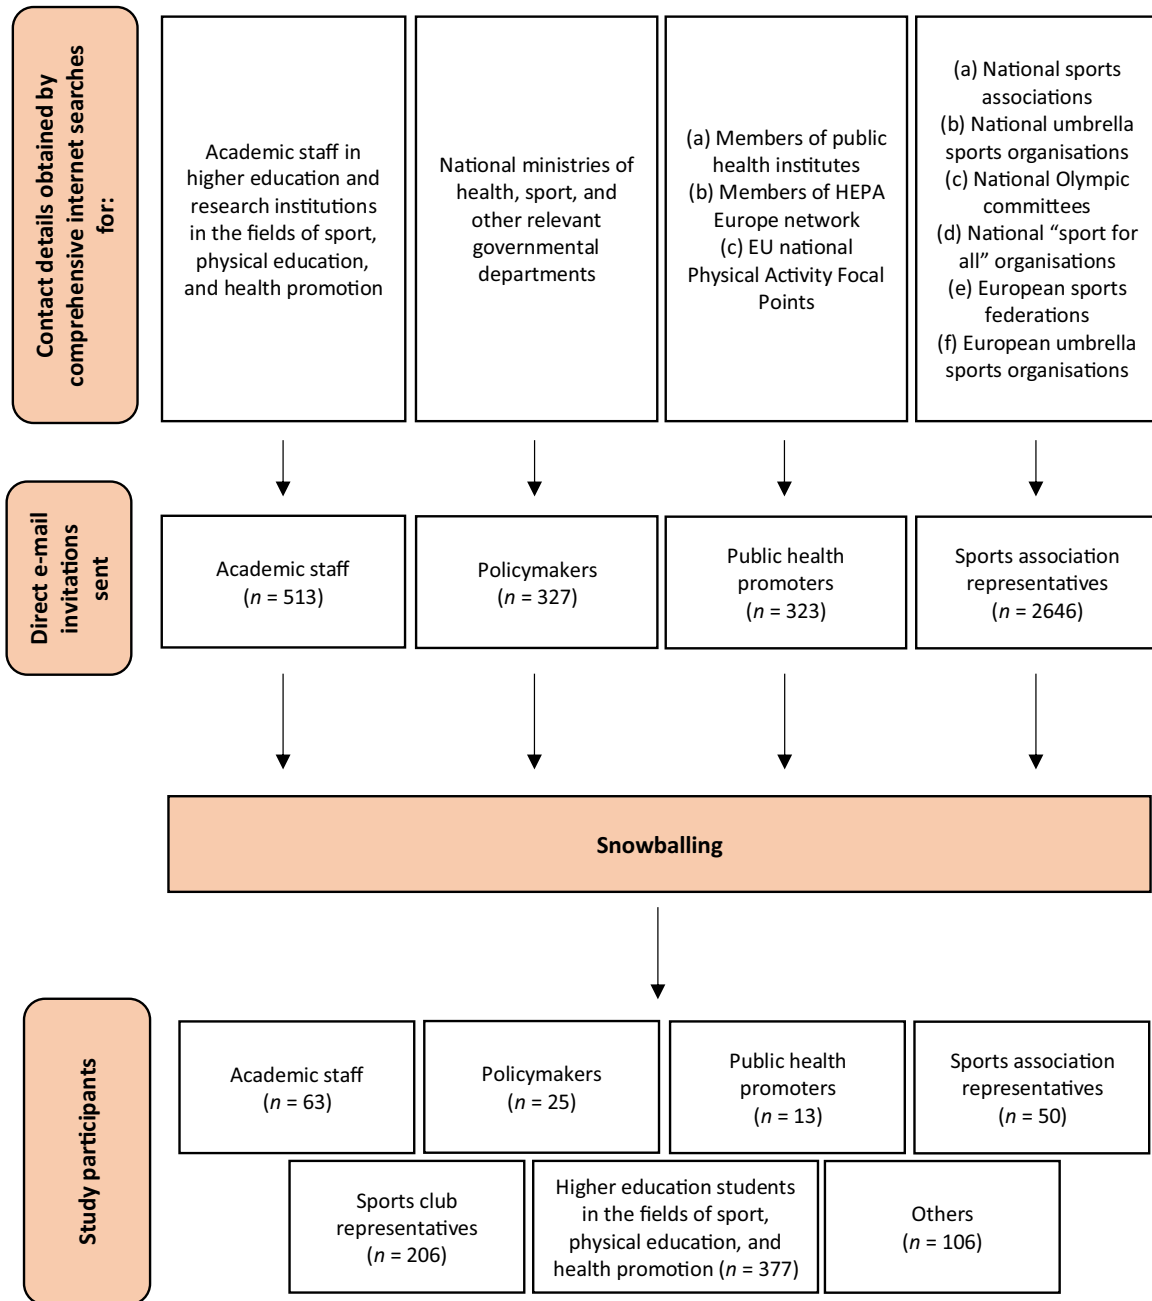 Contact details obtained by
comprehensive internet searches
for:
Academic staff in
higher education and
research institutions
in the fields of sport,
physical education,
and health promotion
National ministries of
health, sport, and
other relevant
governmental
departments
(a) Members of public
health institutes
(b) Members of HEPA
Europe network
(c) EU national
Physical Activity Focal
Points
(a) National sports
associations
(b) National umbrella
sports organisations
(c) National Olympic
committees
(d) National “sport for
all” organisations
(e) European sports
federations
(f) European umbrella
sports organisations
Direct e-mail
invitations
sent
Academic staff
(n = 513)
Policymakers
(n = 327)
Public health
promoters
(n = 323)
Sports association
representatives
(n = 2646)
Snowballing
Study participants
Academic staff
(n = 63)
Policymakers
(n = 25)
Public health
promoters
(n = 13)
Sports association
representatives
(n = 50)
Sports club
representatives
(n = 206)
Higher education students
in the fields of sport,
physical education, and
health promotion (n = 377)
Others
(n = 106)